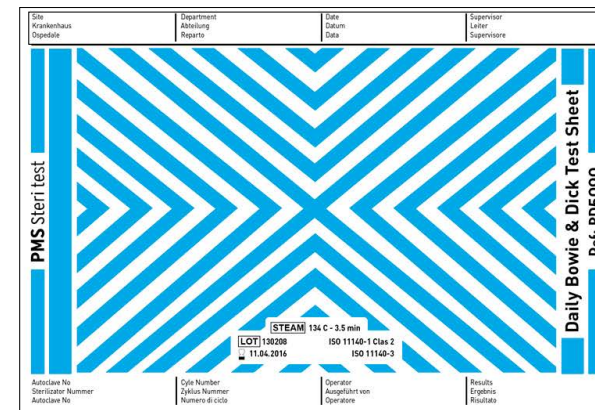 Site
Krankenhaus
Ospedale
Department
Abteilung
Reparto
Date
Datum
Data
Supervisor
Leiter
Supervisore
PMS Steri test
Daily Bowie & Dick Test Sheet
STEAM 134 C - 3.5 min
LOT 130208 ISO 11140-1 Clas 2
11.04.2016 ISO 11140-3
Autoclave No
Sterilizator Nummer
Autoclave No
Cyle Number
Zyklus Nummer
Numero di ciclo
Operator
Ausgeführt von
Operatore
Results
Ergebnis
Risultato